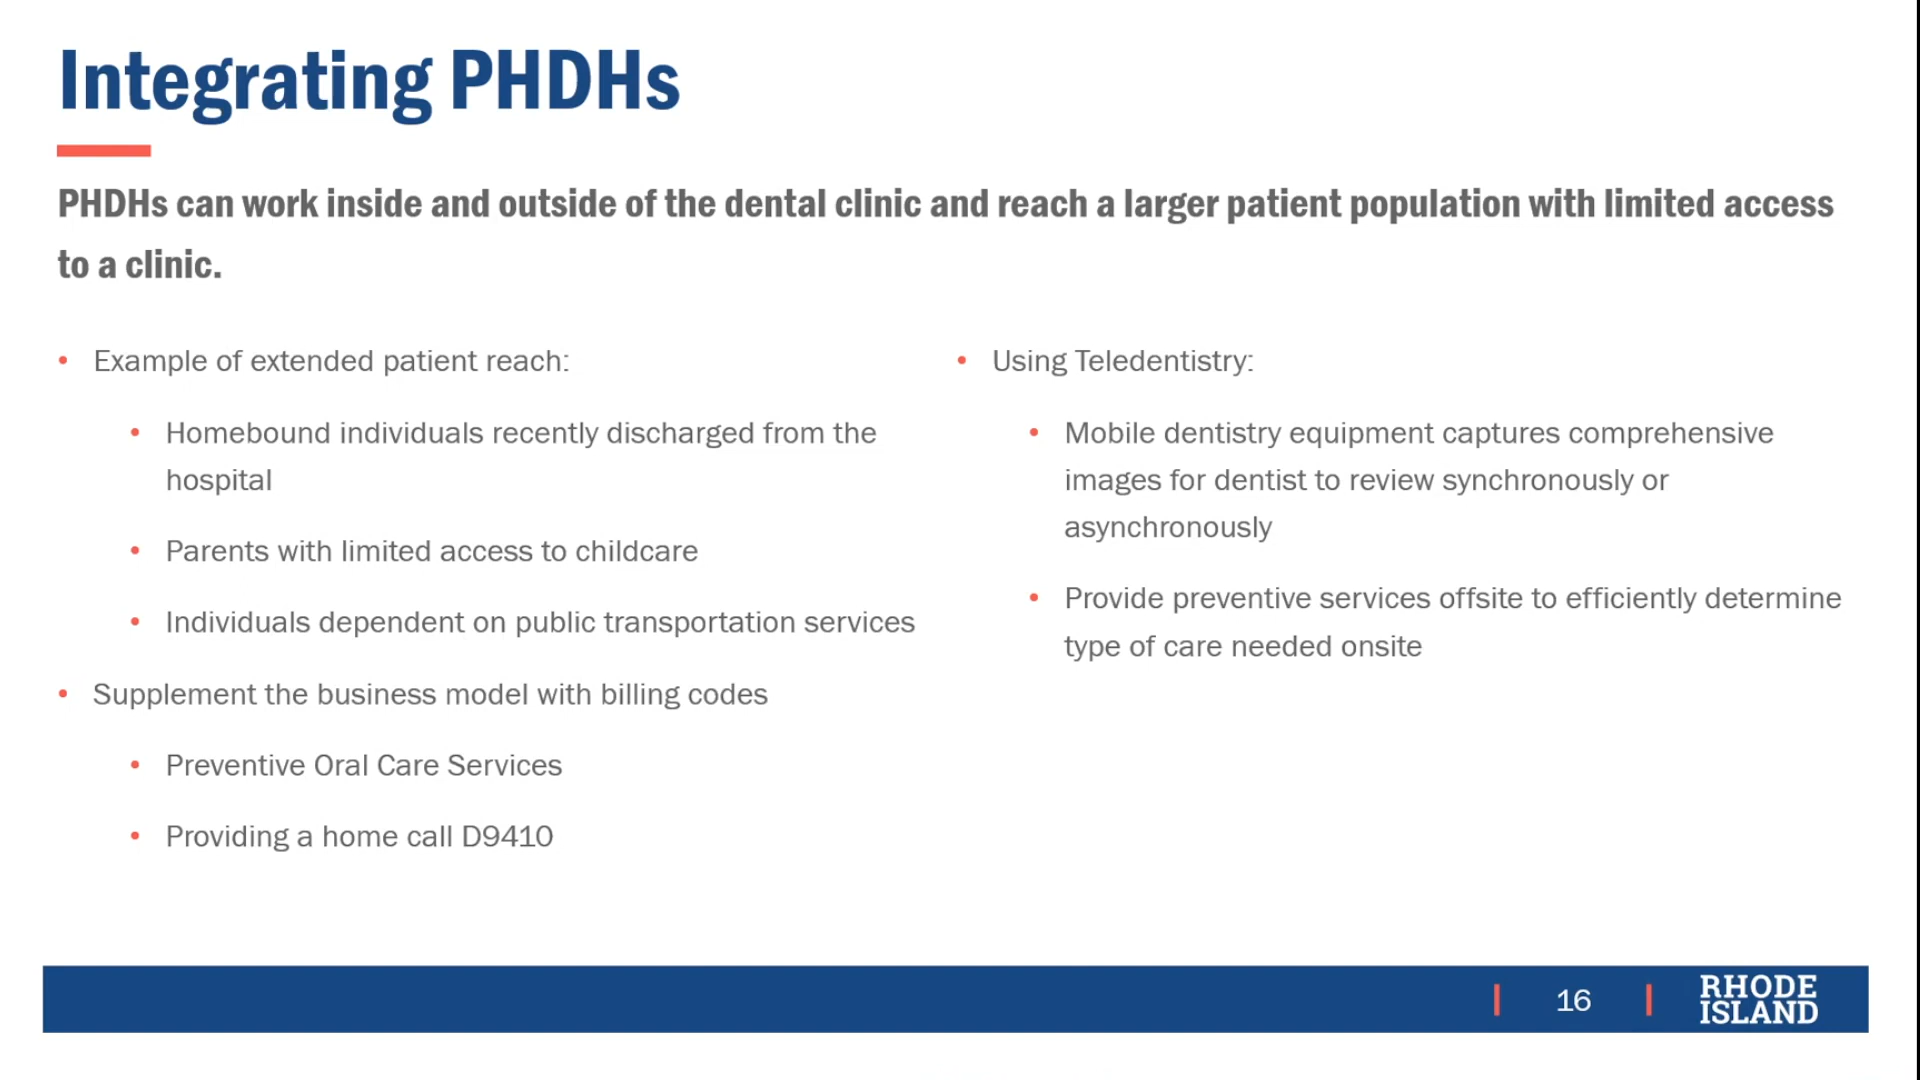 Integrating PHDHs
PHDHs can work inside and outside of the dental clinic and reach a larger patient population with limited access
to a clinic.
• Example of extended patient reach:
• Homebound individuals recently discharged from the
hospital
• Parents with limited access to childcare
• Individuals dependent on public transportation services
• Supplement the business model with billing codes
• Preventive Oral Care Services
• Providing a home call D9410
• Using Teledentistry:
• Mobile dentistry equipment captures comprehensive
images for dentist to review synchronously or
asynchronously
• Provide preventive services offsite to efficiently determine
type of care needed onsite
16
RHODE
ISLAND